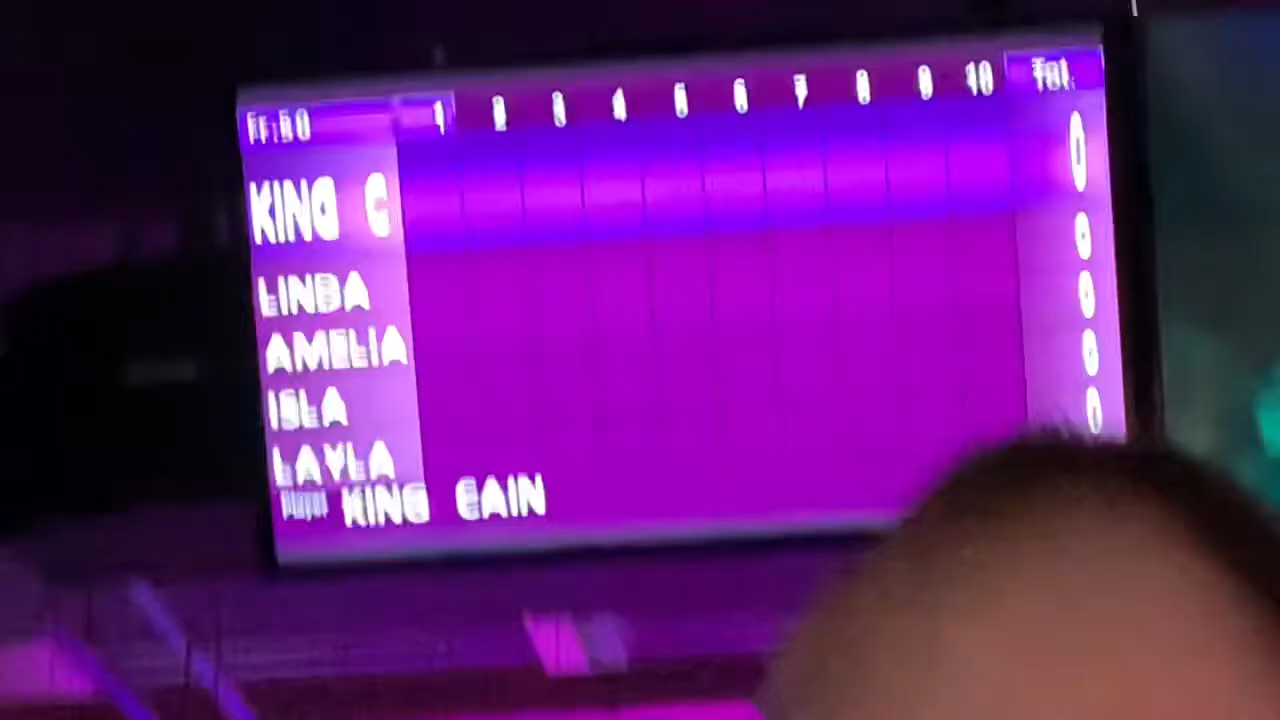 1 2 3 4 5 6 7 8 9 10 Tot.
KING C 0
LINDA 0
AMELIA 0
ISLA 0
LAYLA 0
KING CAIN